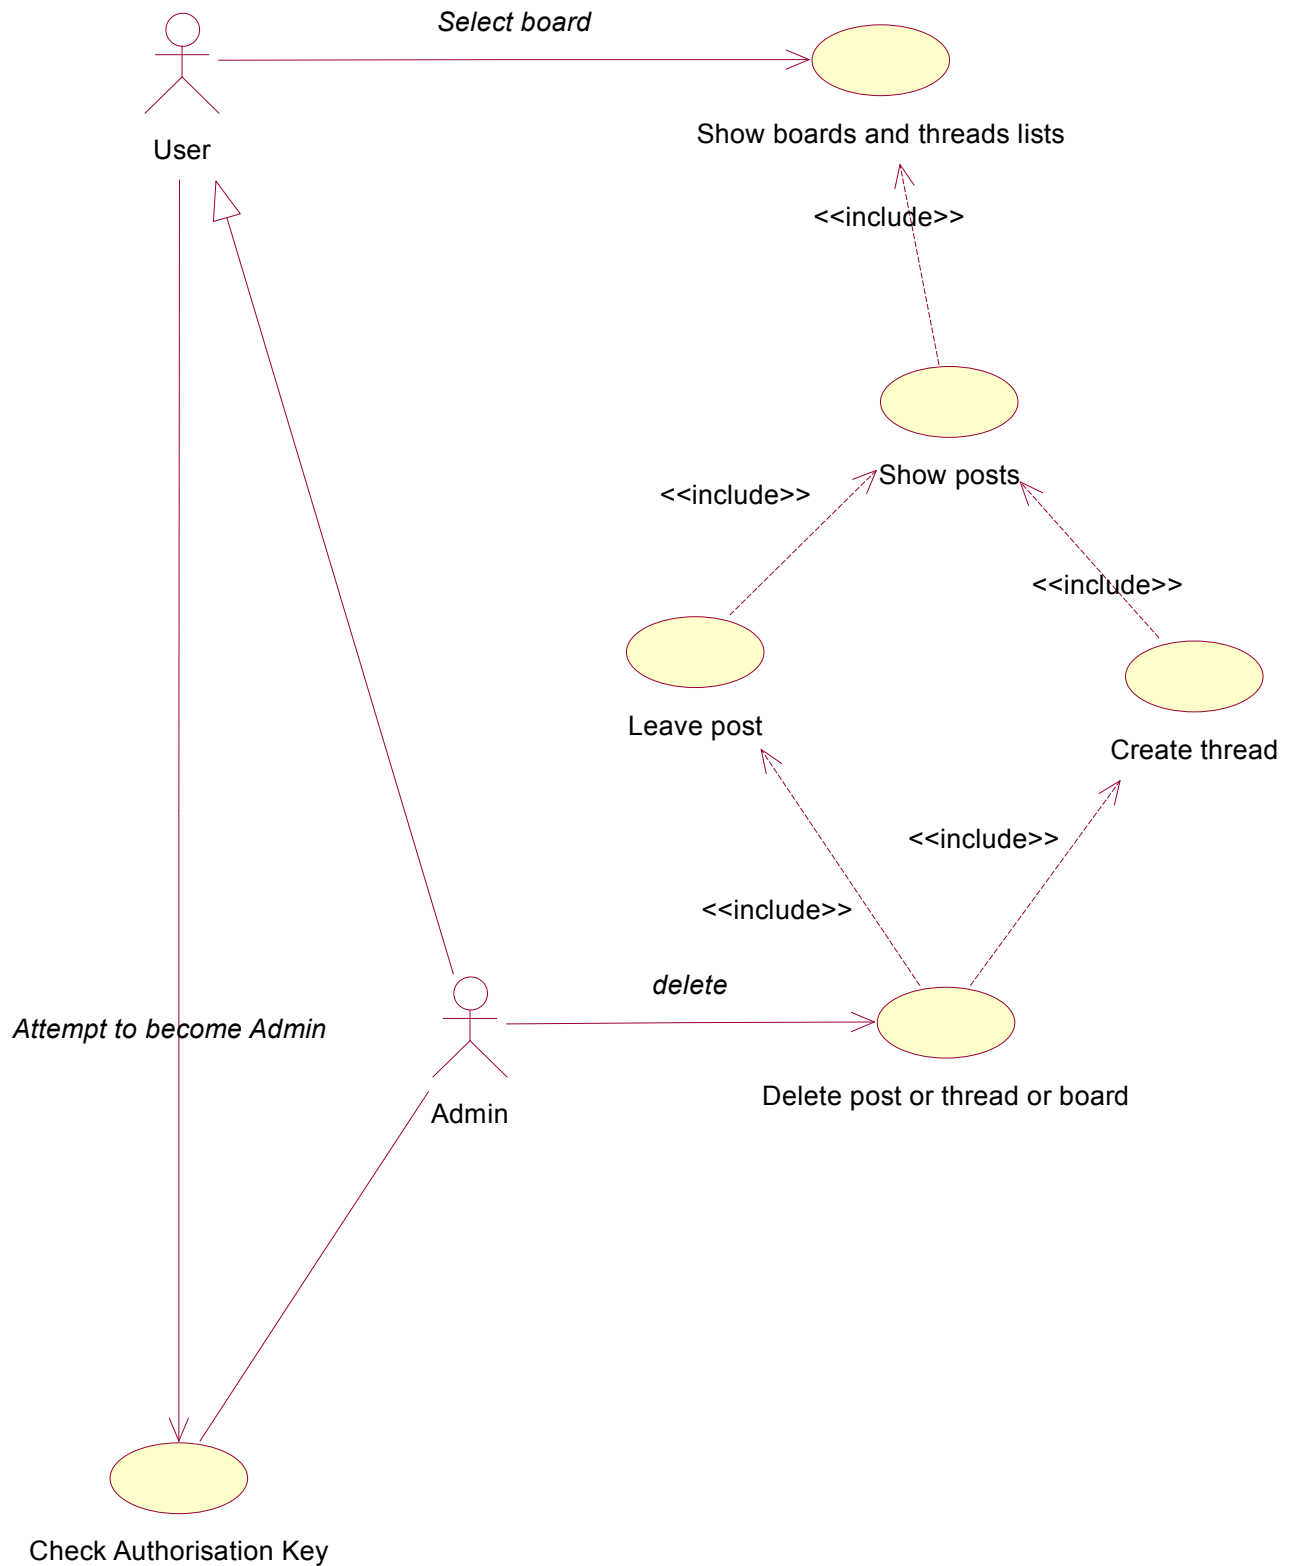 Select board
User
Show boards and threads lists
<<include>>
Show posts
<<include>>
<<include>>
Leave post
Create thread
<<include>>
<<include>>
delete
Attempt to become Admin
Delete post or thread or board
Admin
Check Authorisation Key